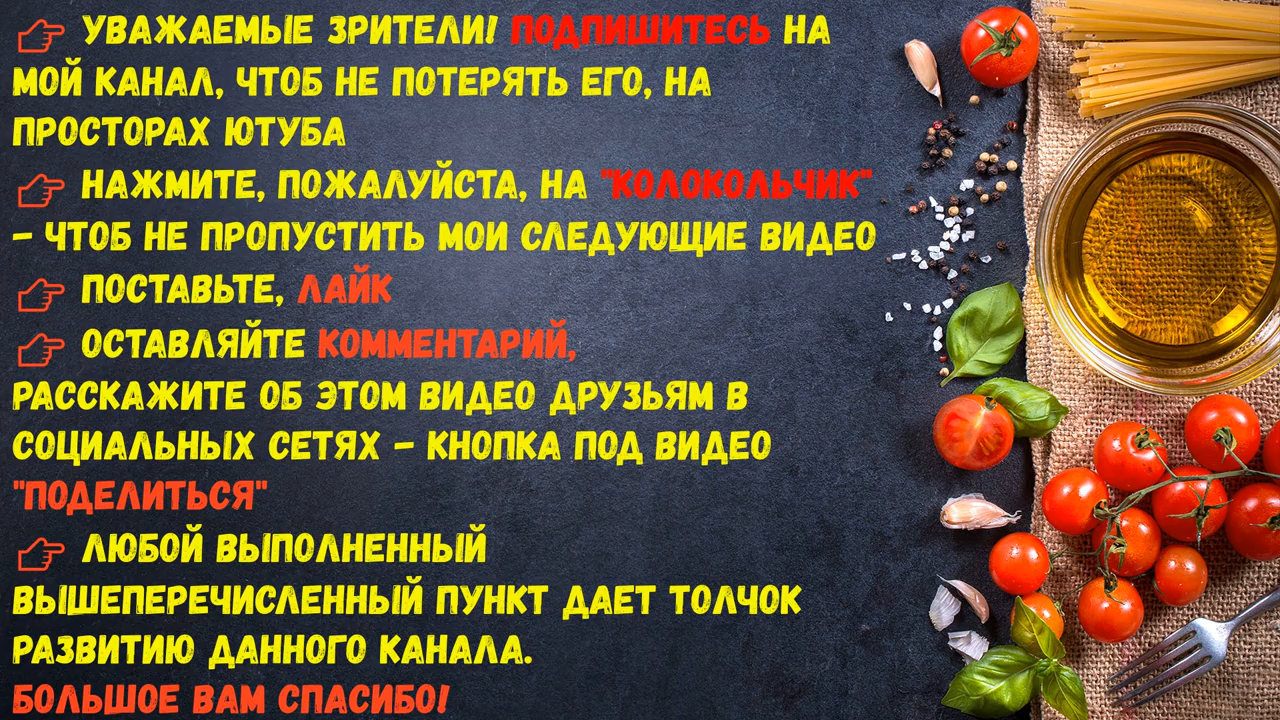 👉 УВАЖАЕМЫЕ ЗРИТЕЛИ! ПОДПИШИТЕСЬ НА
МОЙ КАНАЛ, ЧТОБ НЕ ПОТЕРЯТЬ ЕГО, НА
ПРОСТОРАХ ЮТУБА
👉 НАЖМИТЕ, ПОЖАЛУЙСТА, НА "КОЛОКОЛЬЧИК"
– ЧТОБ НЕ ПРОПУСТИТЬ МОИ СЛЕДУЮЩИЕ ВИДЕО
👉 ПОСТАВЬТЕ, ЛАЙК
👉 ОСТАВЛЯЙТЕ КОММЕНТАРИЙ,
РАССКАЖИТЕ ОБ ЭТОМ ВИДЕО ДРУЗЬЯМ В
СОЦИАЛЬНЫХ СЕТЯХ – КНОПКА ПОД ВИДЕО
"ПОДЕЛИТЬСЯ"
👉 ЛЮБОЙ ВЫПОЛНЕННЫЙ
ВЫШЕПЕРЕЧИСЛЕННЫЙ ПУНКТ ДАЕТ ТОЛЧОК
РАЗВИТИЮ ДАННОГО КАНАЛА.
БОЛЬШОЕ ВАМ СПАСИБО!